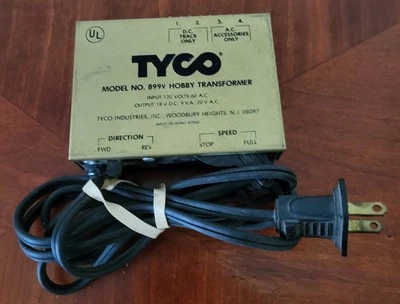 1. 2. 3. 4.
UL
D.C. TRACK ONLY
A.C. ACCESSORIES ONLY
TYCO
MODEL NO. 899V HOBBY TRANSFORMER
INPUT 120 VOLTS 60 A.C.
OUTPUT 18 V D.C. 9 V.A. 20 V A.C.
TYCO INDUSTRIES, INC., WOODBURY HEIGHTS, N.J. 08097
MADE IN HONG KONG
DIRECTION SPEED
FWD REV. STOP FULL